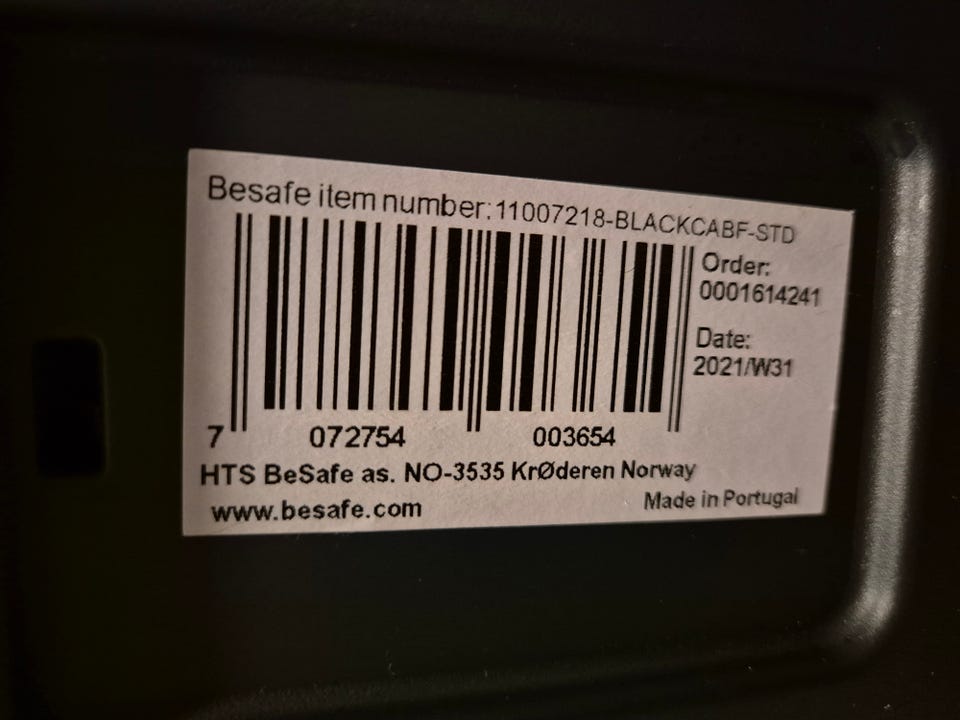 Besafe item number:11007218-BLACKCABF-STD
Order:
0001614241
Date:
2021/W31
7 072754 003654
HTS BeSafe as. NO-3535 KrØderen Norway
www.besafe.com
Made in Portugal